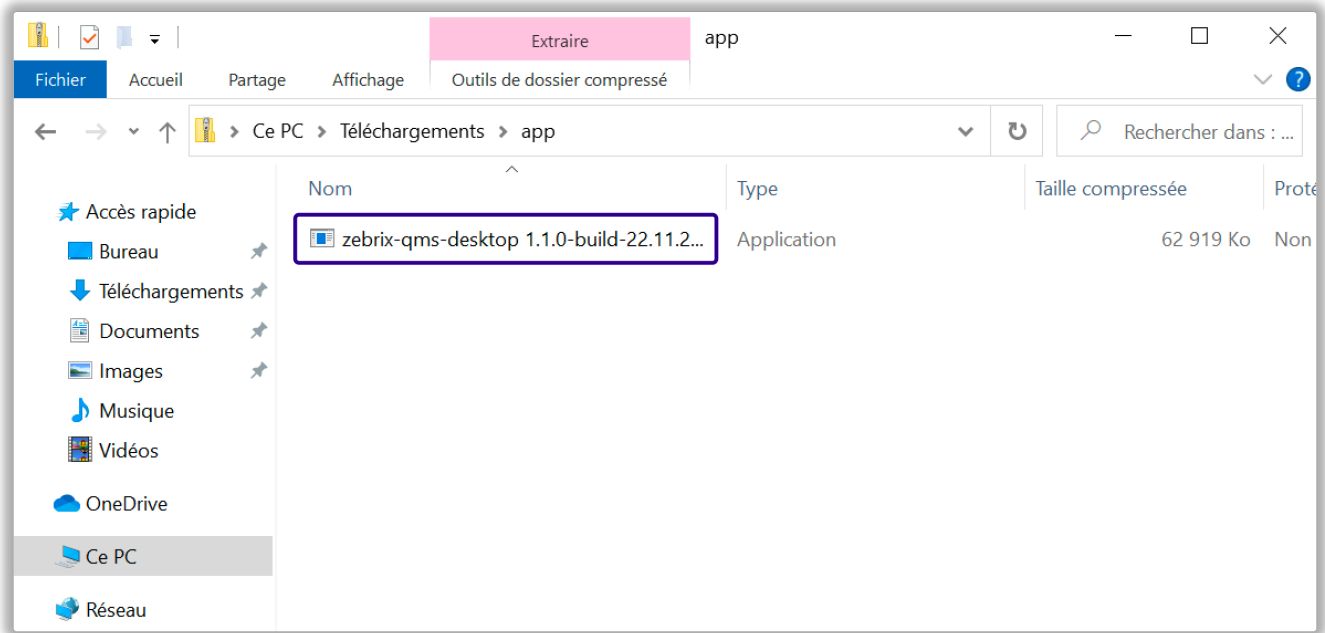 Extraire app
Fichier Accueil Partage Affichage Outils de dossier compressé ?
Ce PC > Téléchargements > app Rechercher dans : ...
Nom Type Taille compressée Proté
zebrix-qms-desktop 1.1.0-build-22.11.2... Application 62 919 Ko Non
Accès rapide
Bureau
Téléchargements
Documents
Images
Musique
Vidéos
OneDrive
Ce PC
Réseau